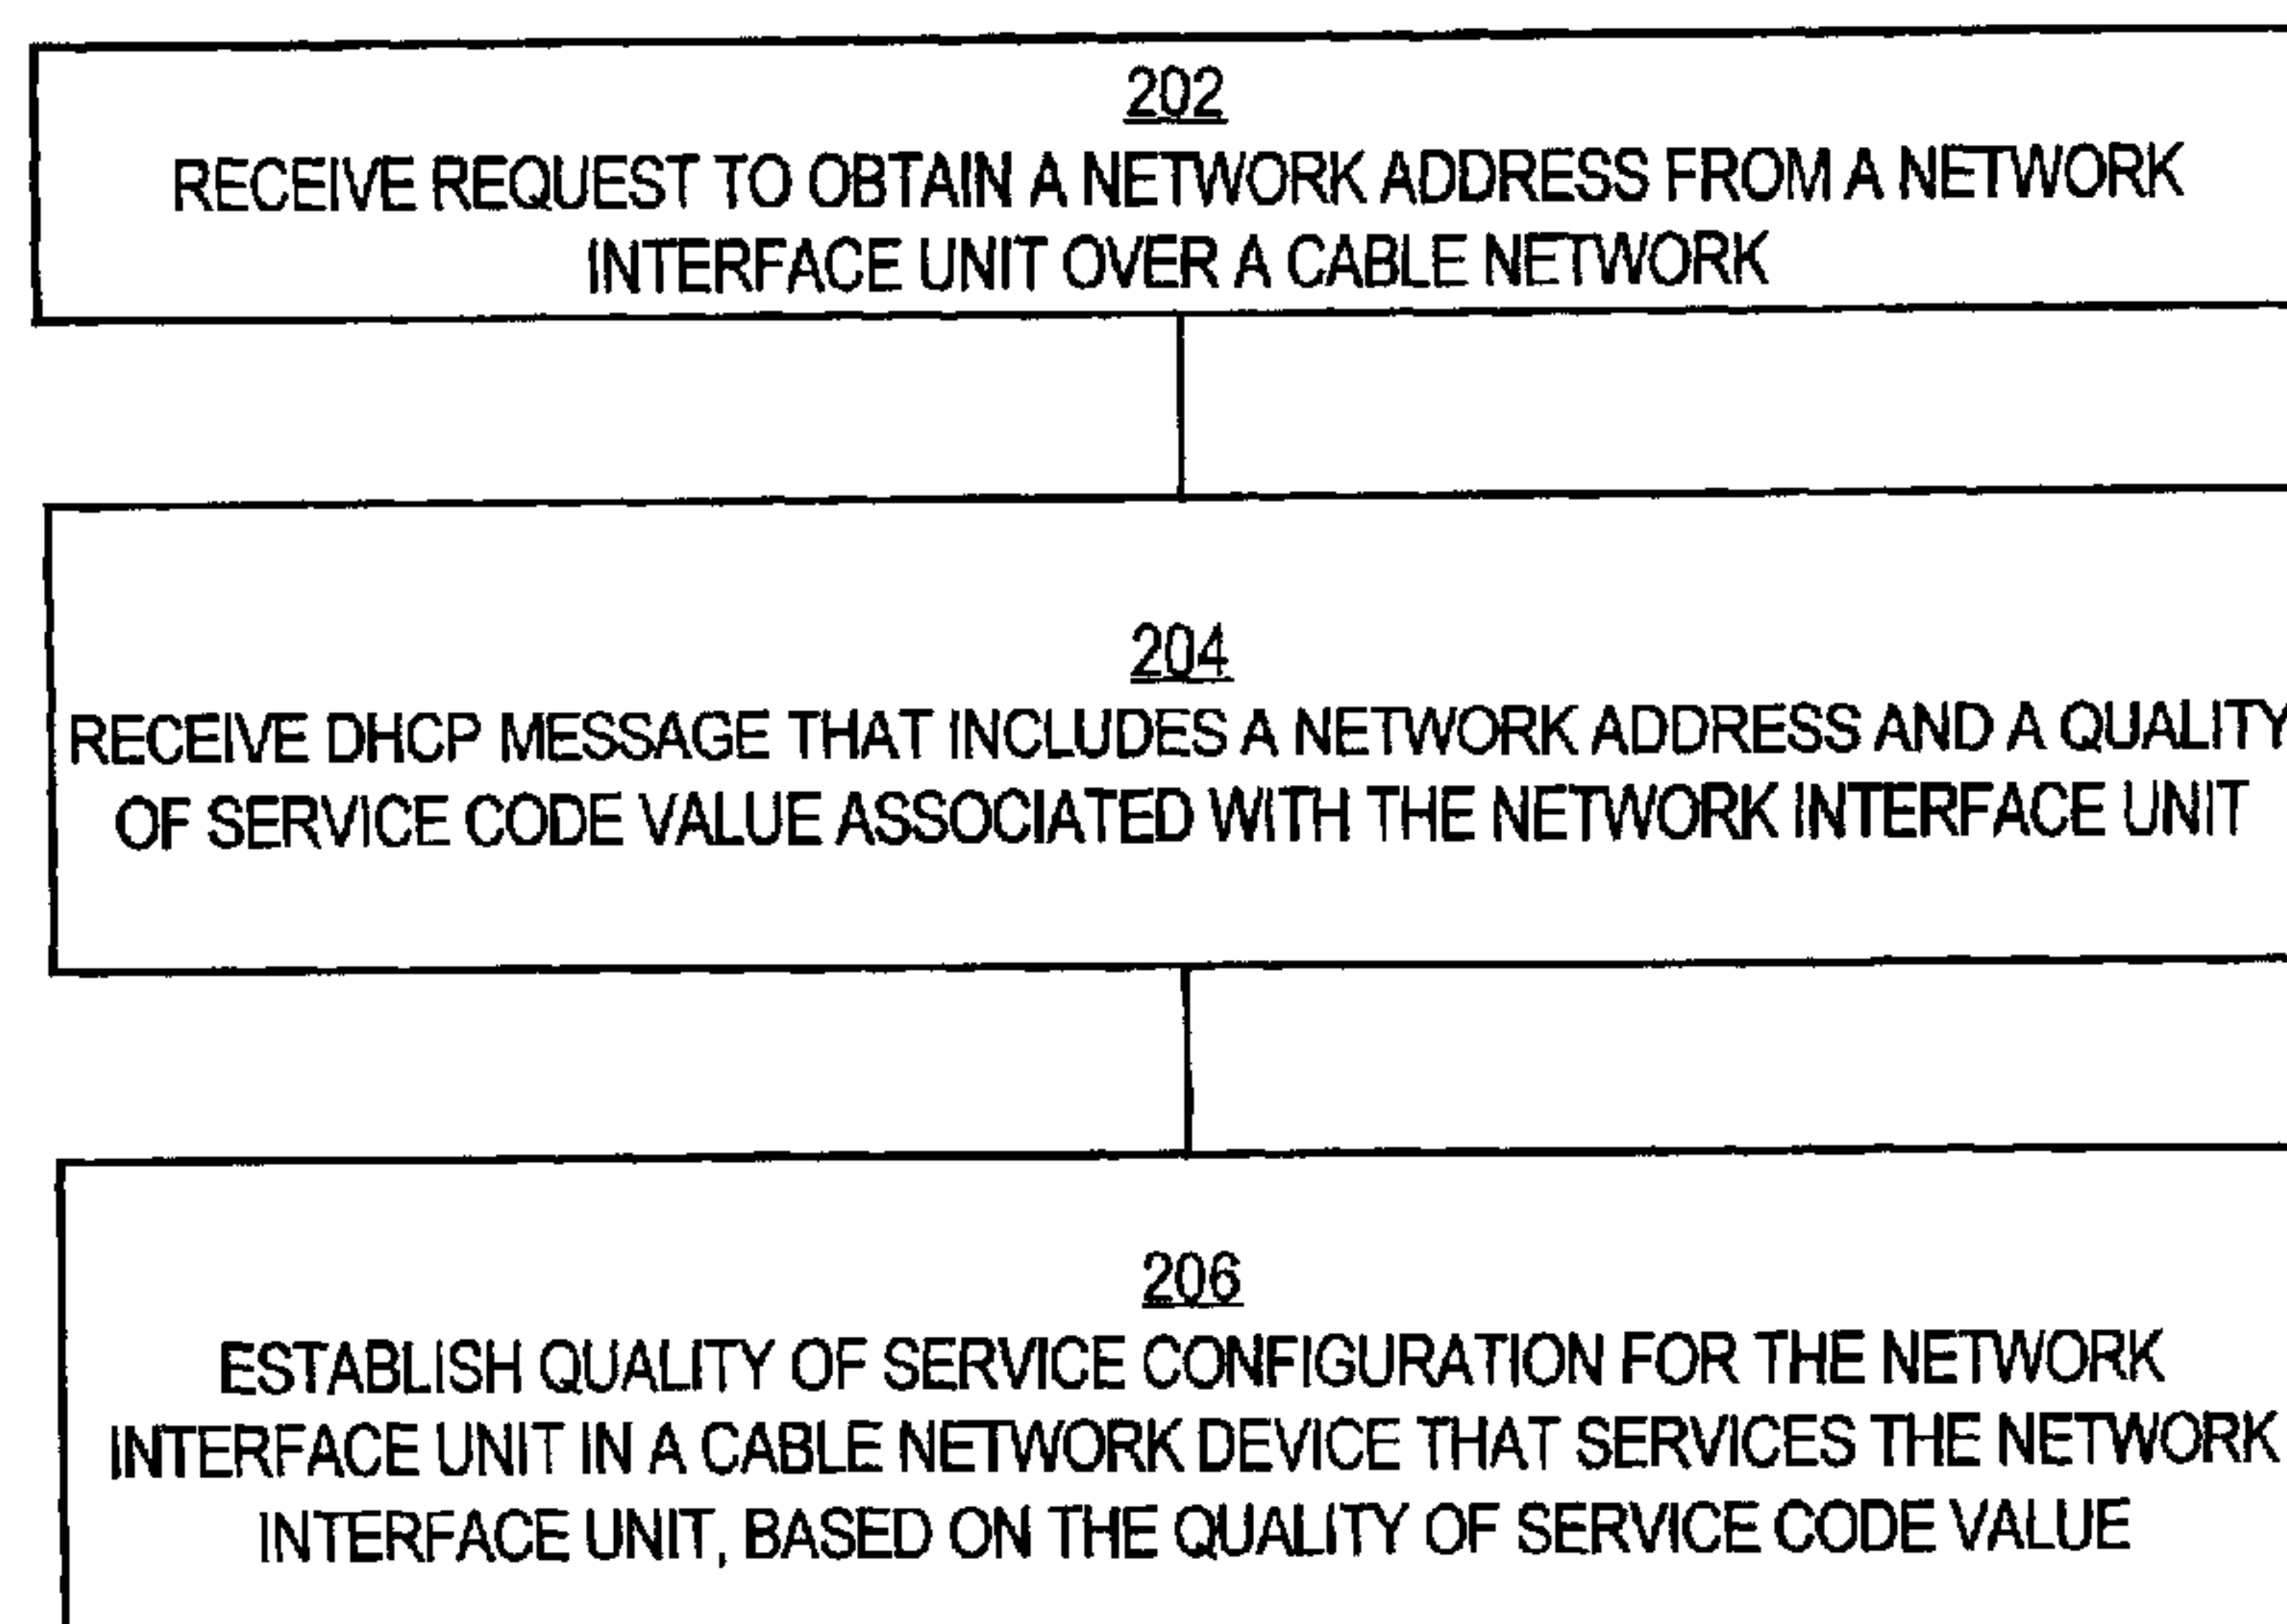 202
RECEIVE REQUEST TO OBTAIN A NETWORK ADDRESS FROM A NETWORK
INTERFACE UNIT OVER A CABLE NETWORK
204
RECEIVE DHCP MESSAGE THAT INCLUDES A NETWORK ADDRESS AND A QUALITY
OF SERVICE CODE VALUE ASSOCIATED WITH THE NETWORK INTERFACE UNIT
206
ESTABLISH QUALITY OF SERVICE CONFIGURATION FOR THE NETWORK
INTERFACE UNIT IN A CABLE NETWORK DEVICE THAT SERVICES THE NETWORK
INTERFACE UNIT, BASED ON THE QUALITY OF SERVICE CODE VALUE